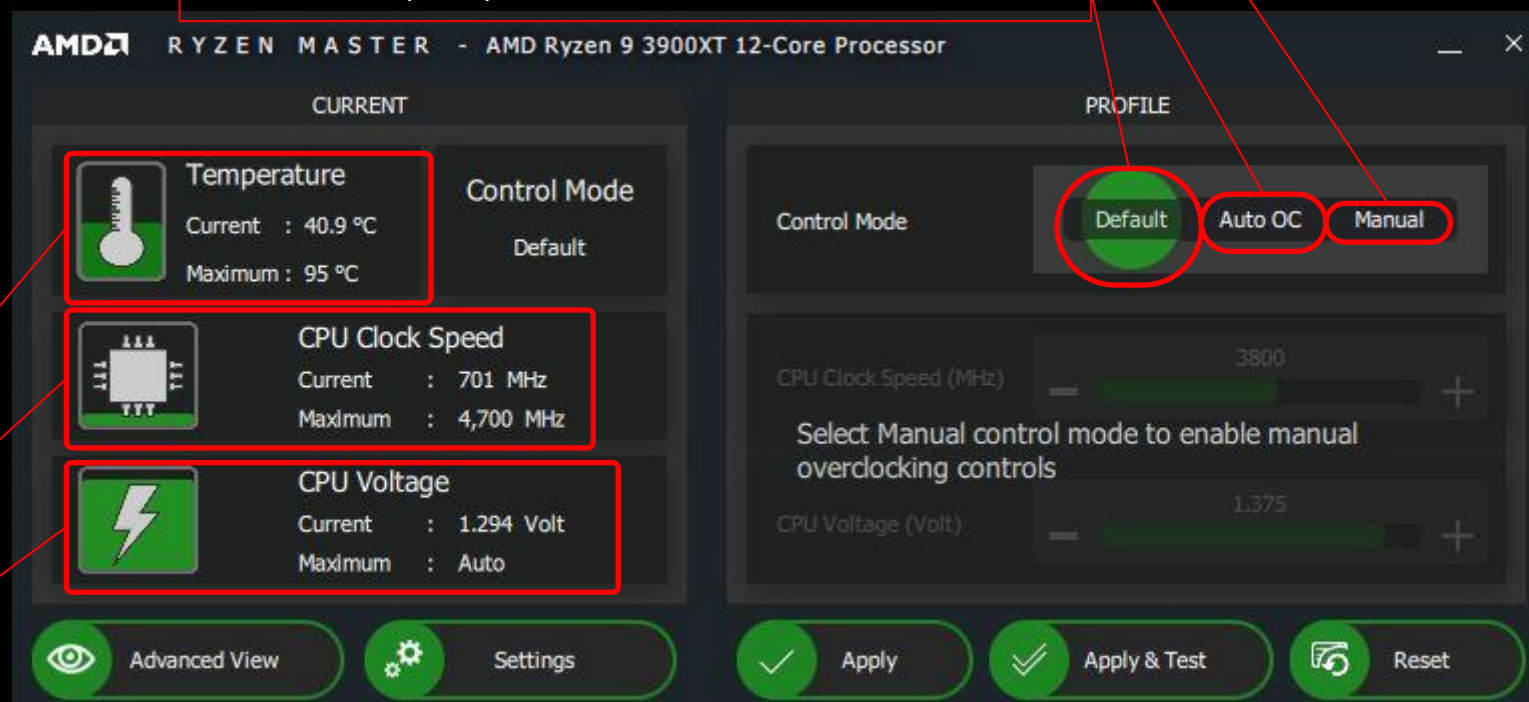 AMD RYZEN MASTER - AMD Ryzen 9 3900XT 12-Core Processor
CURRENT
Temperature
Current : 40.9 °C
Maximum : 95 °C
Control Mode
Default
CPU Clock Speed
Current : 701 MHz
Maximum : 4,700 MHz
CPU Voltage
Current : 1.294 Volt
Maximum : Auto
Advanced View
Settings
PROFILE
Control Mode
Default Auto OC Manual
CPU Clock Speed (MHz)
3800
Select Manual control mode to enable manual
overclocking controls
CPU Voltage (Volt)
1.375
Apply
Apply & Test
Reset